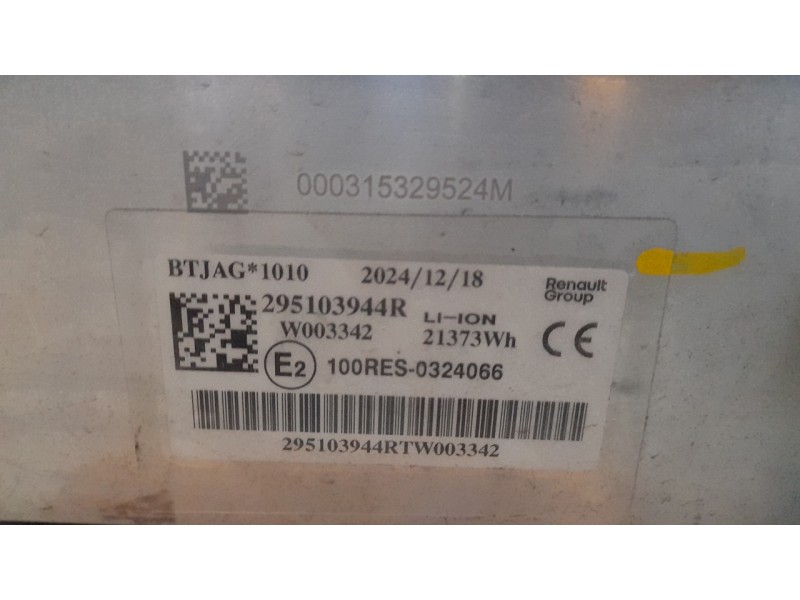 000315329524M
BTJAG*1010 2024/12/18
Renault
Group
295103944R LI-ION
W003342 21373Wh
CE
E2 100RES-0324066
295103944RTW003342